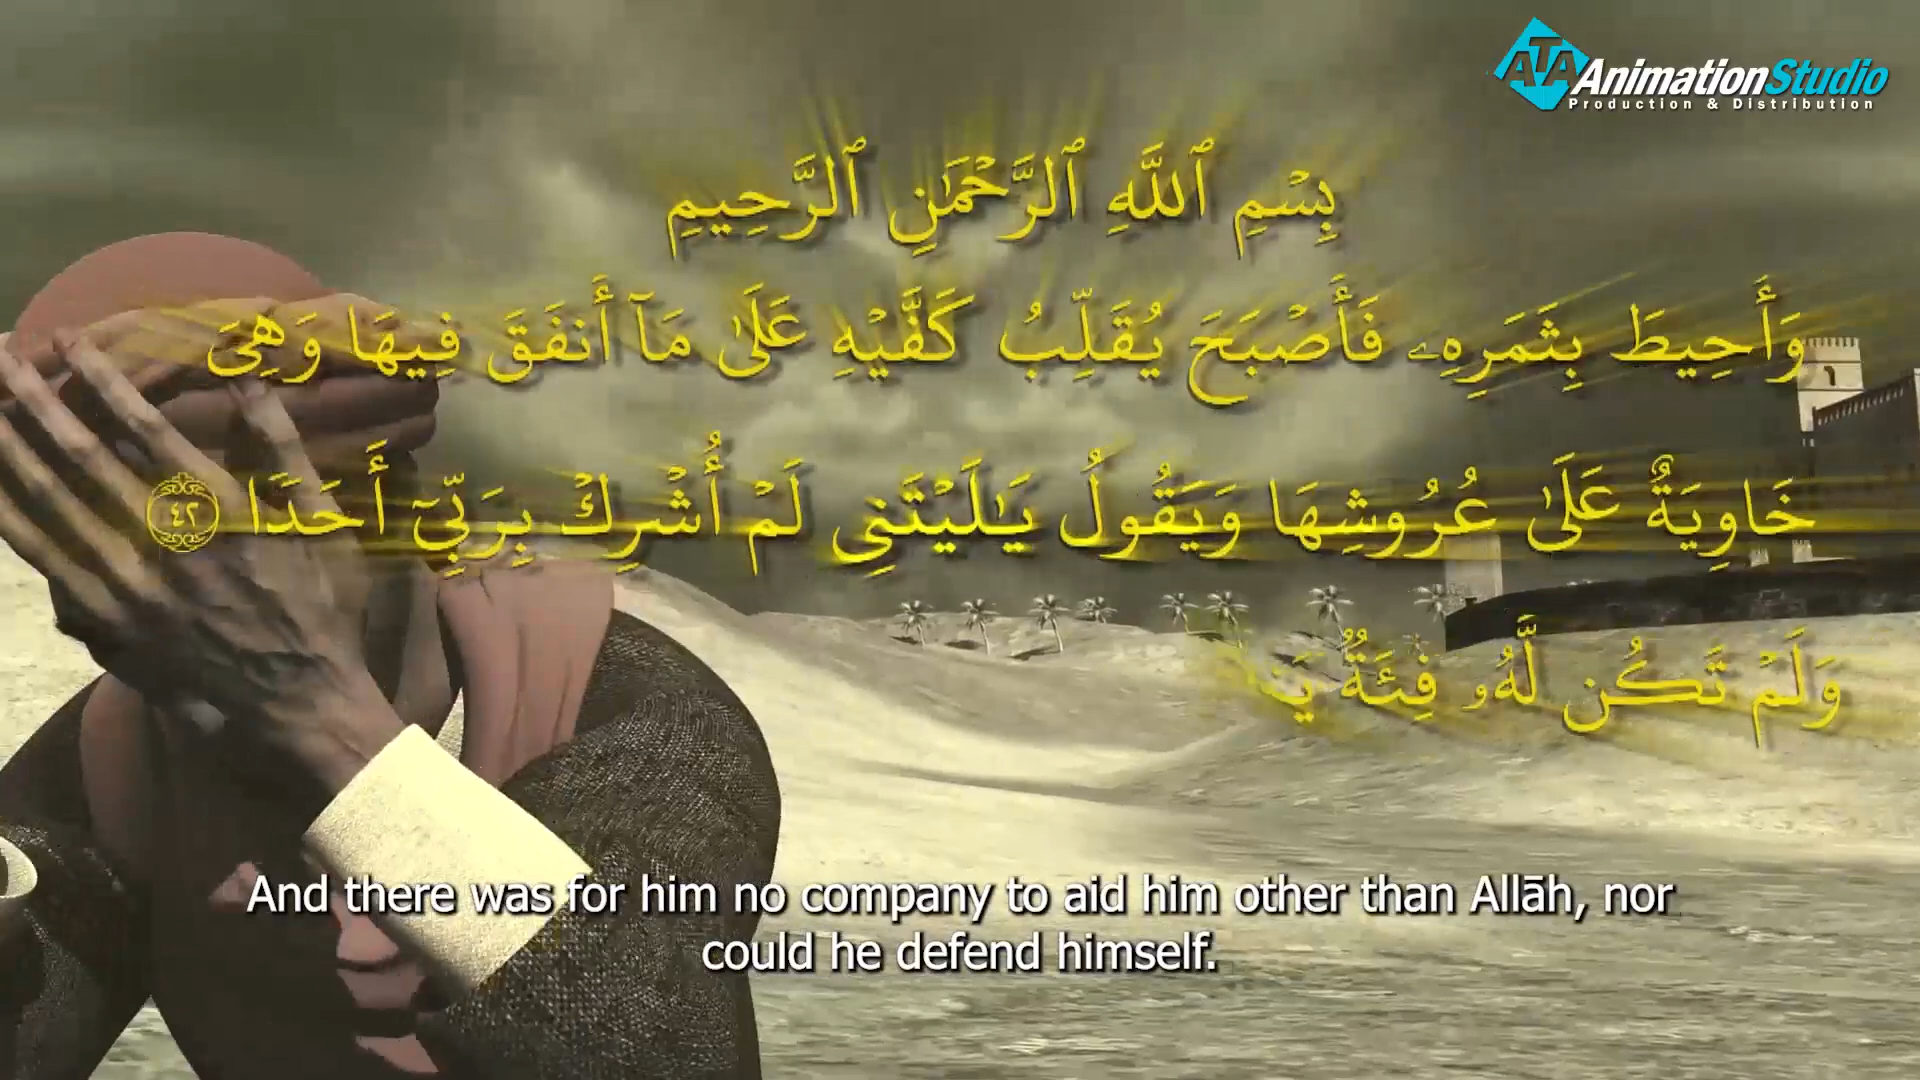 ATA AnimationStudio
Production & Distribution
بِسْمِ ٱللَّهِ ٱلرَّحْمَٰنِ ٱلرَّحِيمِ
وَأُحِيطَ بِثَمَرِهِۦ فَأَصْبَحَ يُقَلِّبُ كَفَّيْهِ عَلَىٰ مَآ أَنفَقَ فِيهَا وَهِىَ
خَاوِيَةٌ عَلَىٰ عُرُوشِهَا وَيَقُولُ يَٰلَيْتَنِى لَمْ أُشْرِكْ بِرَبِّىٓ أَحَدًا ٤٢
وَلَمْ تَكُن لَّهُۥ فِئَةٌ
And there was for him no company to aid him other than Allāh, nor
could he defend himself.